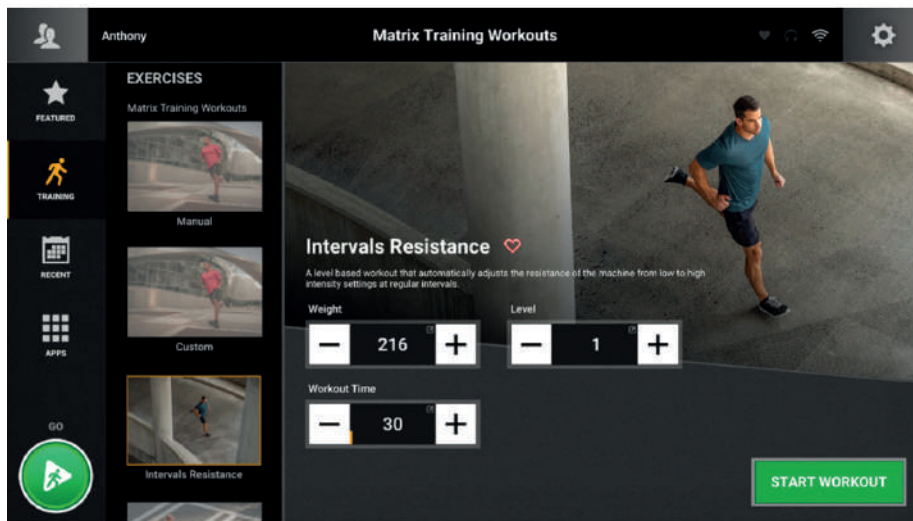 Anthony
Matrix Training Workouts
FEATURED
TRAINING
RECENT
APPS
GO
EXERCISES
Matrix Training Workouts
Manual
Custom
Intervals Resistance
Intervals Resistance
A level based workout that automatically adjusts the resistance of the machine from low to high
intensity settings at regular intervals.
Weight
Level
− 216 +
− 1 +
Workout Time
− 30 +
START WORKOUT